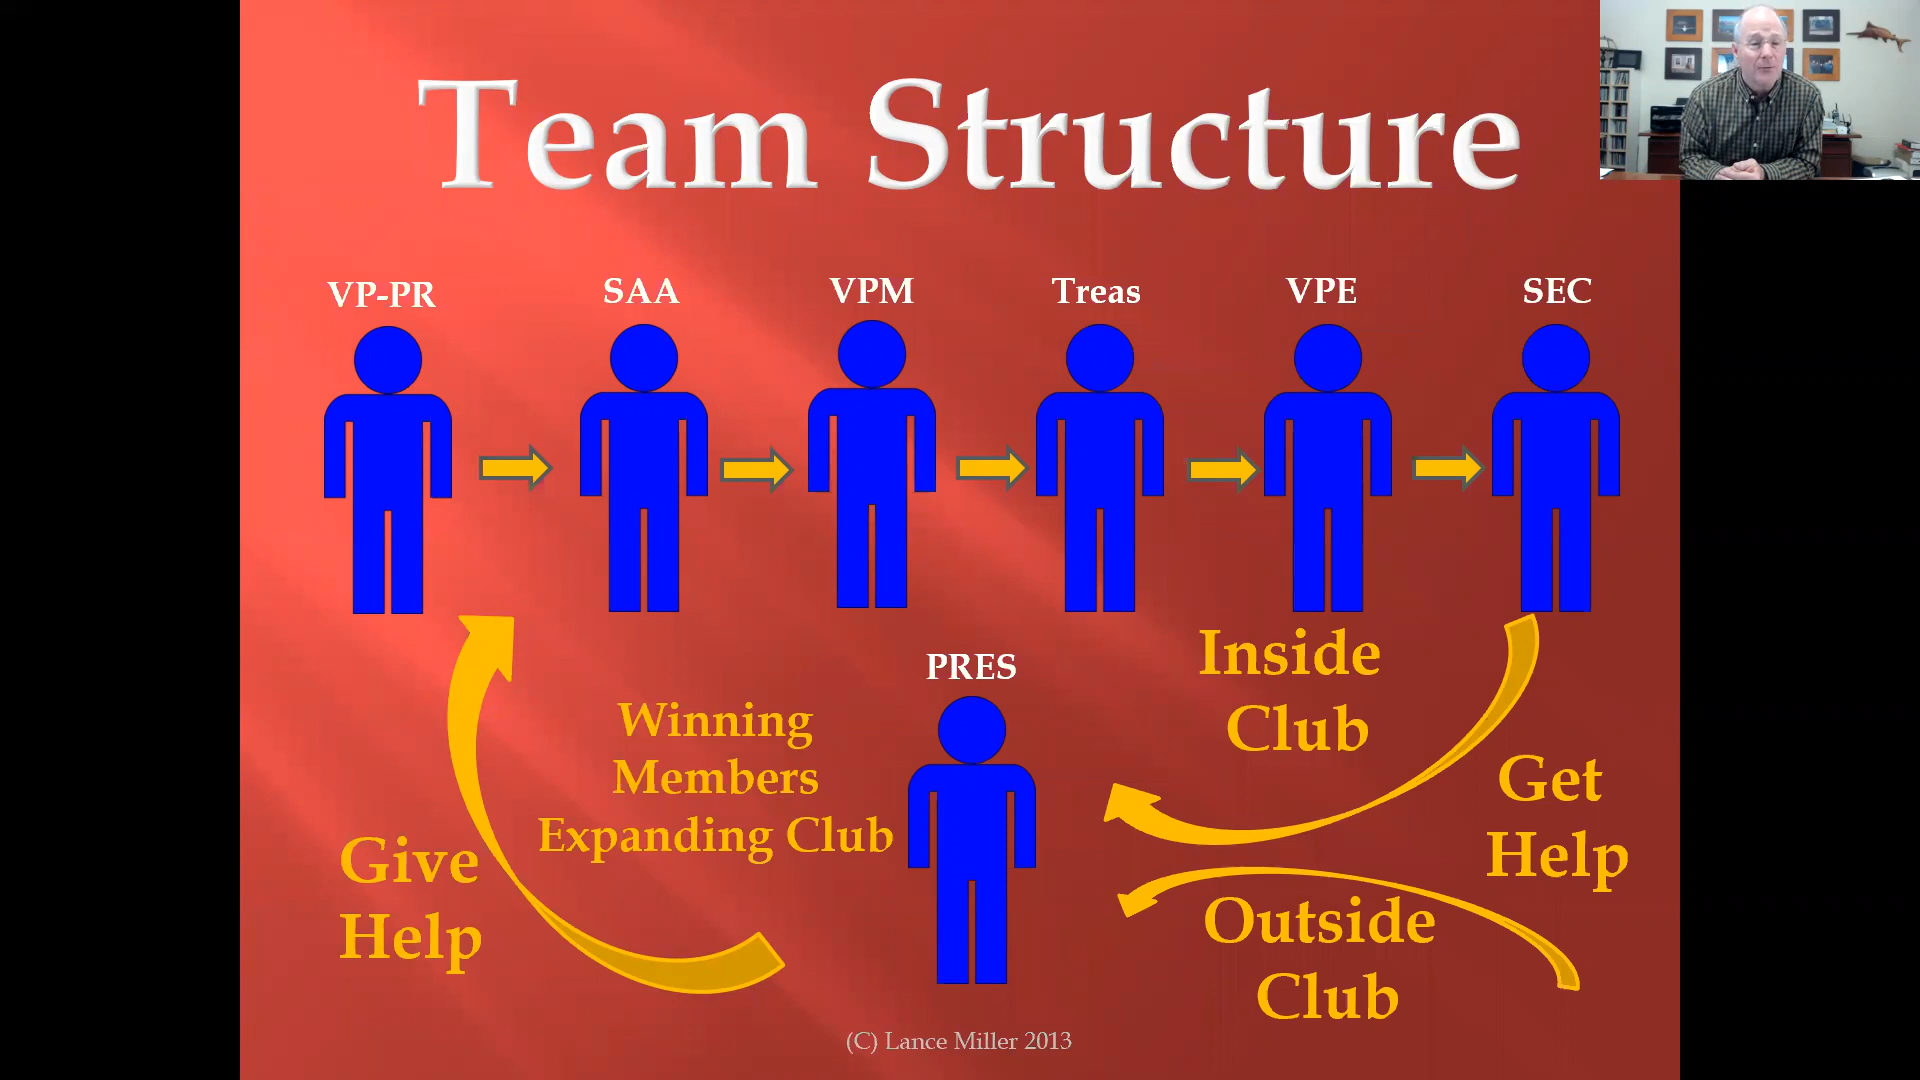 Team Structure
VP-PR
SAA
VPM
Treas
VPE
SEC
PRES
Winning
Members
Expanding Club
Give
Help
Inside
Club
Get
Help
Outside
Club
(C) Lance Miller 2013